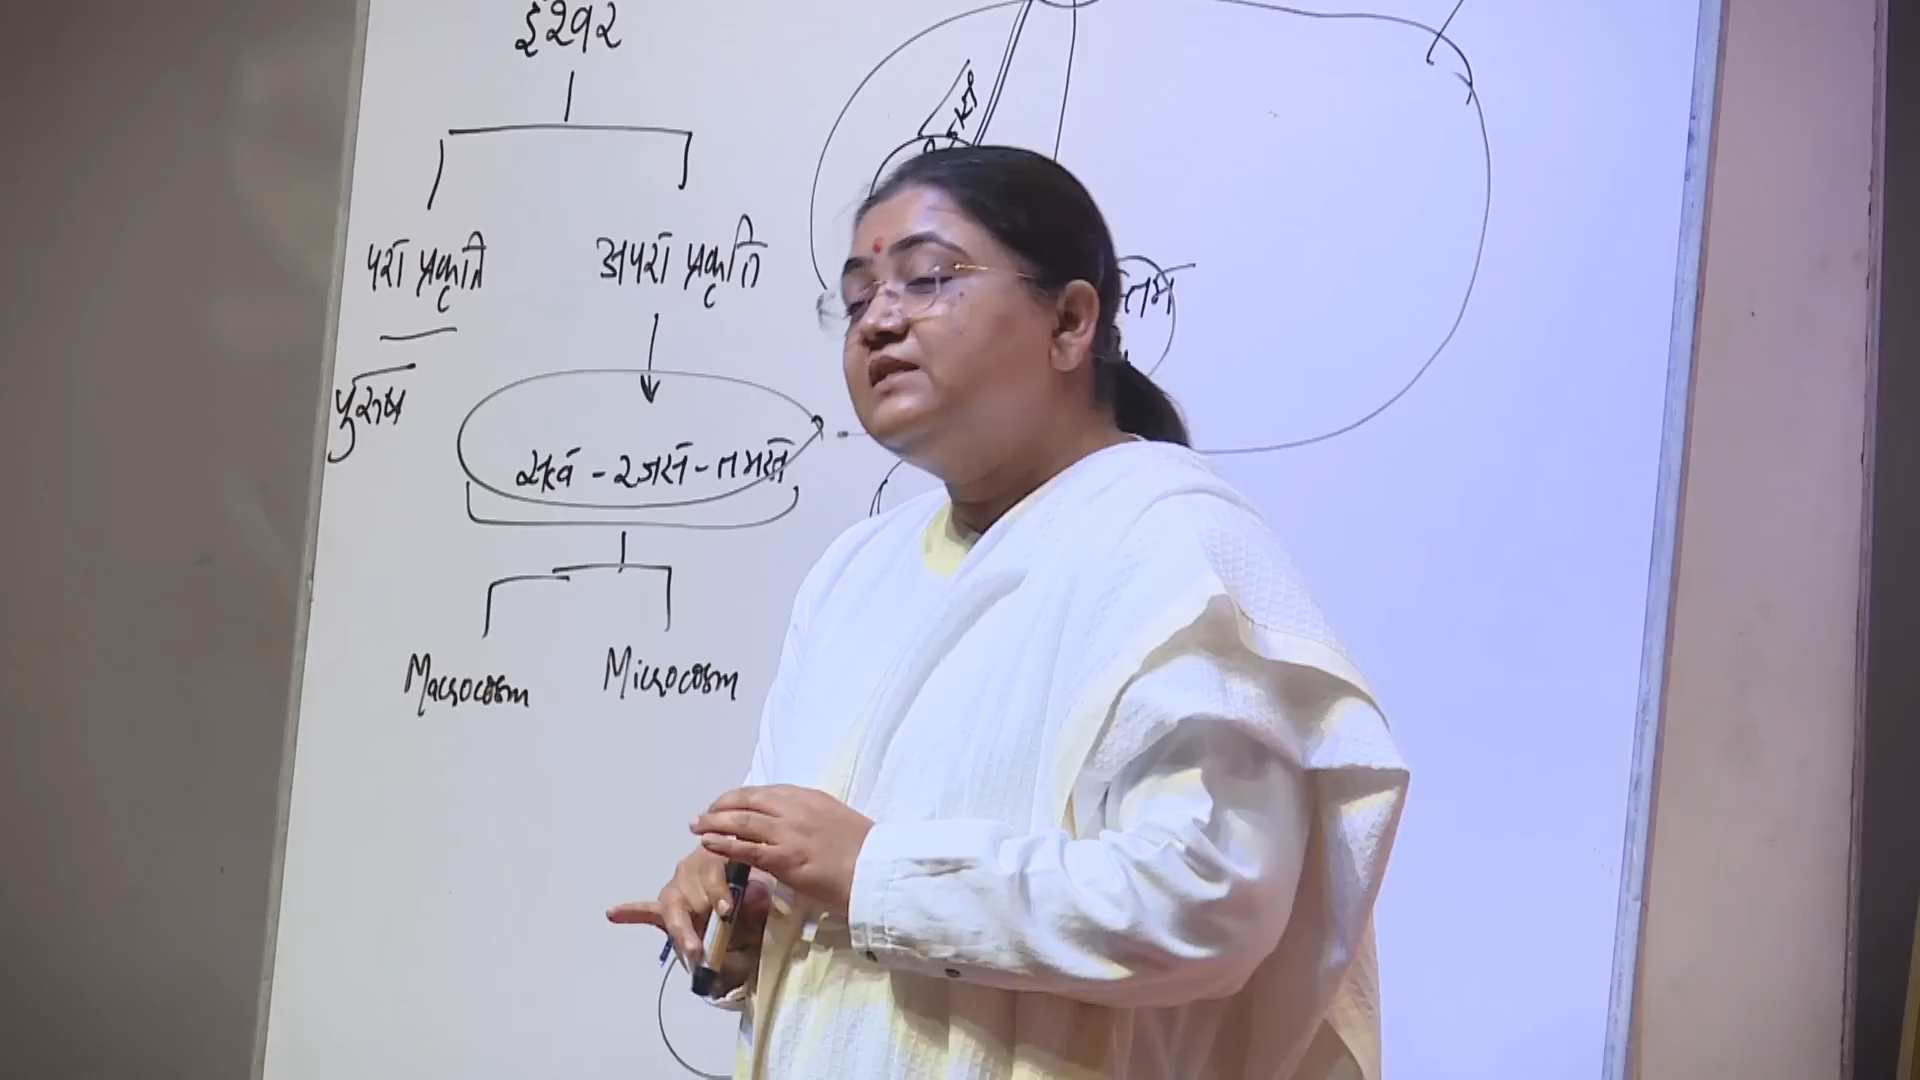 ईश्वर
परा प्रकृति
अपरा प्रकृति
पुरुष
सत्व - रजस - तमस
Macrocosm
Microcosm